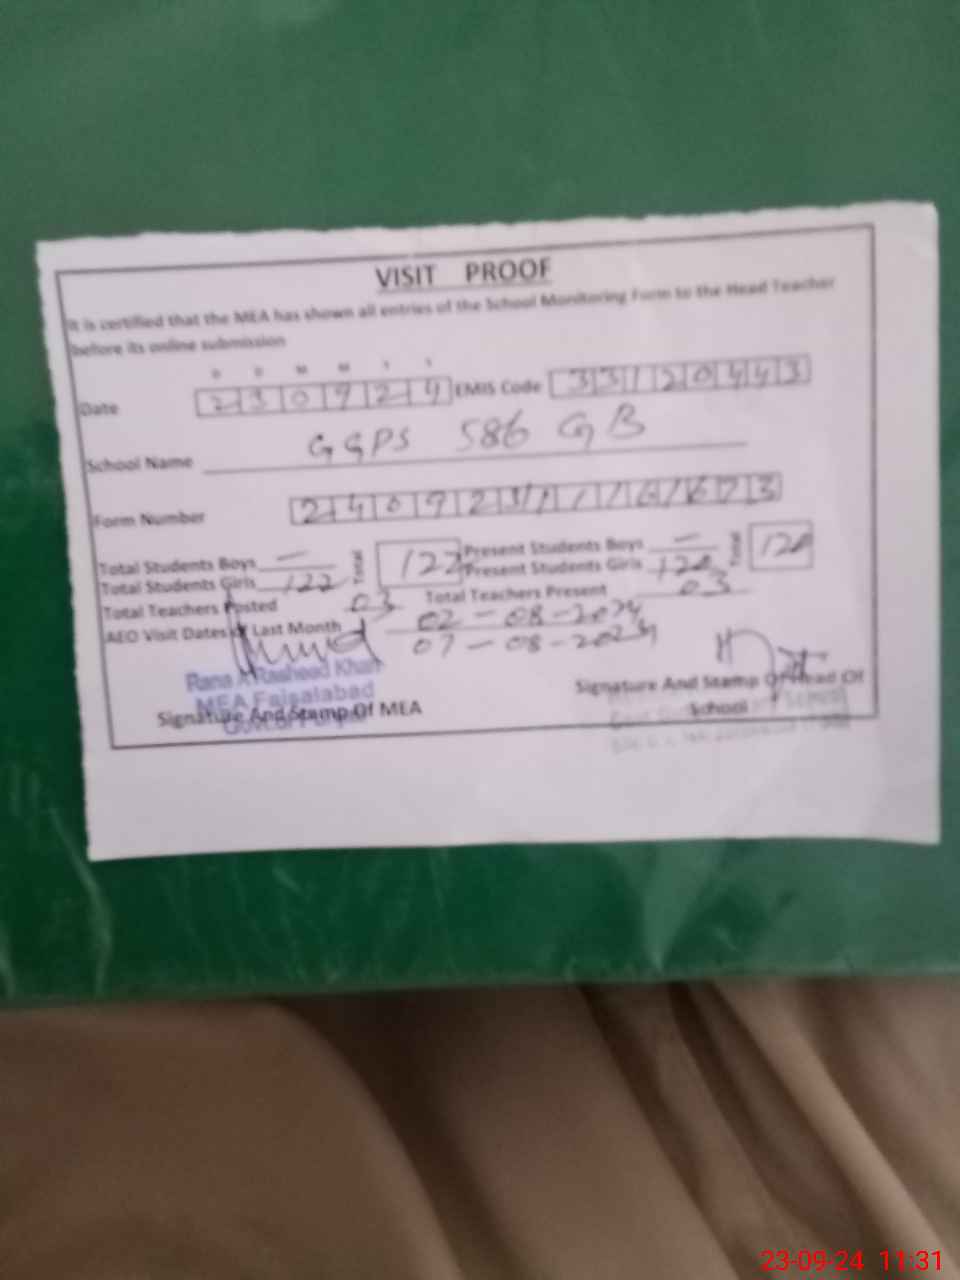 VISIT PROOF
It is certified that the MEA has shown all entries of the School Monitoring Form to the Head Teacher
before its online submission
D D M M Y Y
Date 230924 EMIS Code 33120443
School Name GGPS 586 GB
Form Number
Total Students Boys — Total 122 Present Students Boys — Total 120
Total Students Girls 122 Present Students Girls 120
Total Teachers Posted 03 Total Teachers Present 03
AEO Visit Dates of Last Month 02-08-2024
07-08-2024
Rana A Rasheed Khan
MEA Faisalabad
Signature And Stamp Of MEA
Signature And Stamp Of Head Of
School
23-09-24 11:31